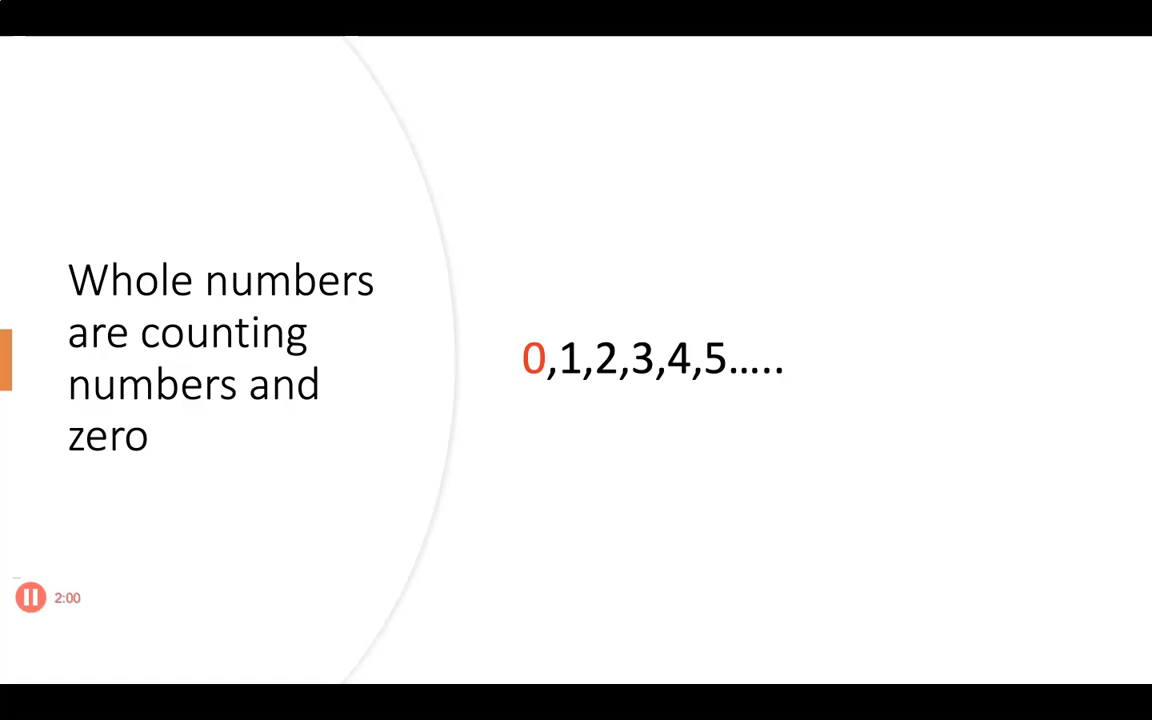 Whole numbers
are counting
numbers and
zero
0,1,2,3,4,5…..
2:00